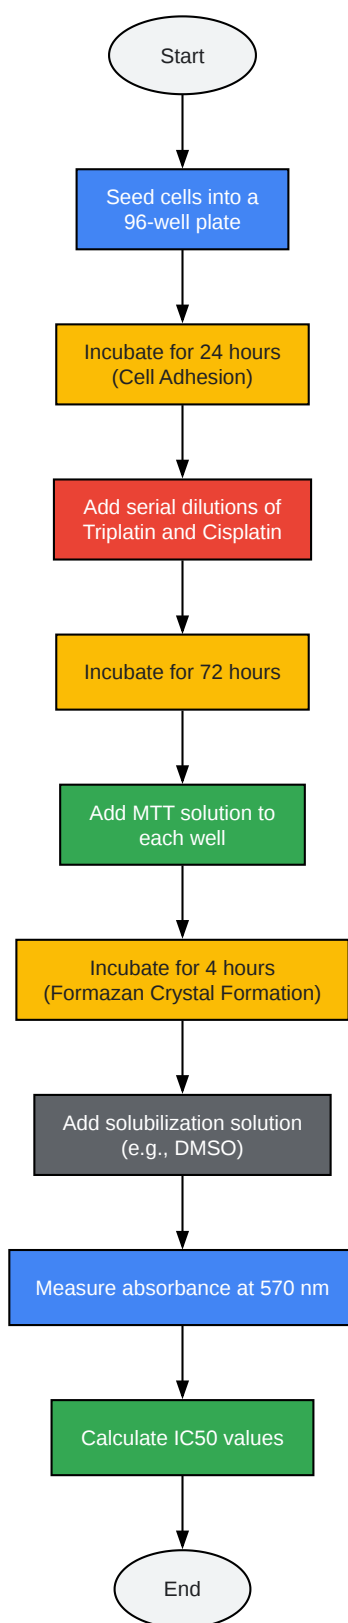 Start
Seed cells into a
96-well plate
Incubate for 24 hours
(Cell Adhesion)
Add serial dilutions of
Triplatin and Cisplatin
Incubate for 72 hours
Add MTT solution to
each well
Incubate for 4 hours
(Formazan Crystal Formation)
Add solubilization solution
(e.g., DMSO)
Measure absorbance at 570 nm
Calculate IC50 values
End